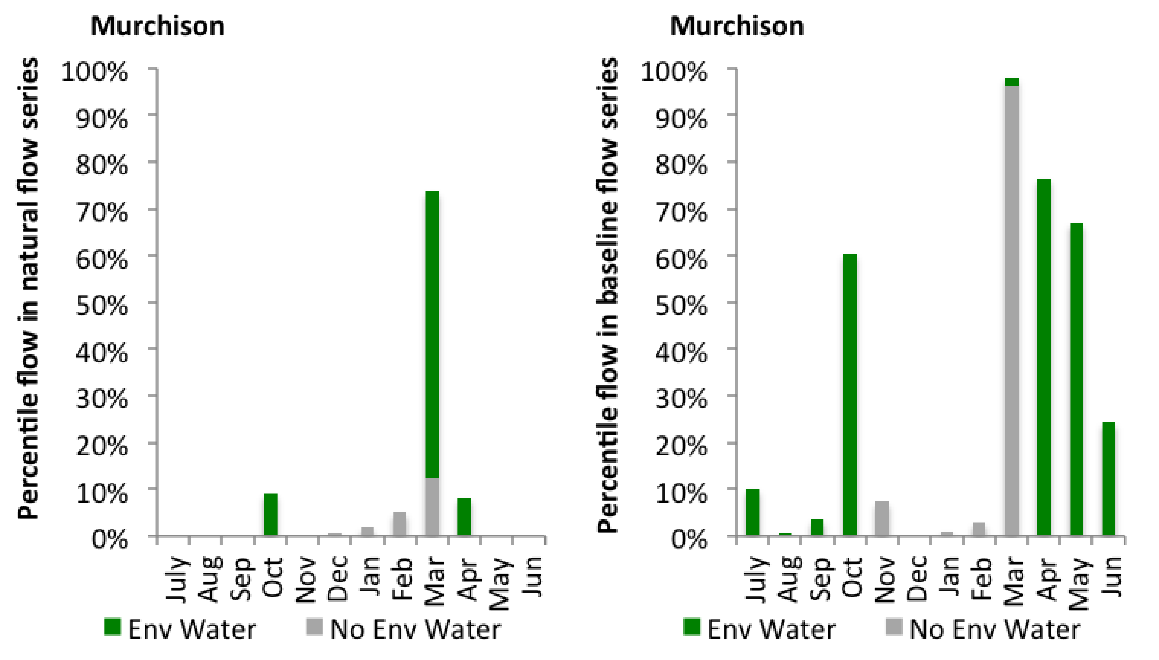 Murchison
Percentile flow in natural flow series
100%
90%
80%
70%
60%
50%
40%
30%
20%
10%
0%
July Aug Sep Oct Nov Dec Jan Feb Mar Apr May Jun
Env Water No Env Water
Murchison
Percentile flow in baseline flow series
100%
90%
80%
70%
60%
50%
40%
30%
20%
10%
0%
July Aug Sep Oct Nov Dec Jan Feb Mar Apr May Jun
Env Water No Env Water